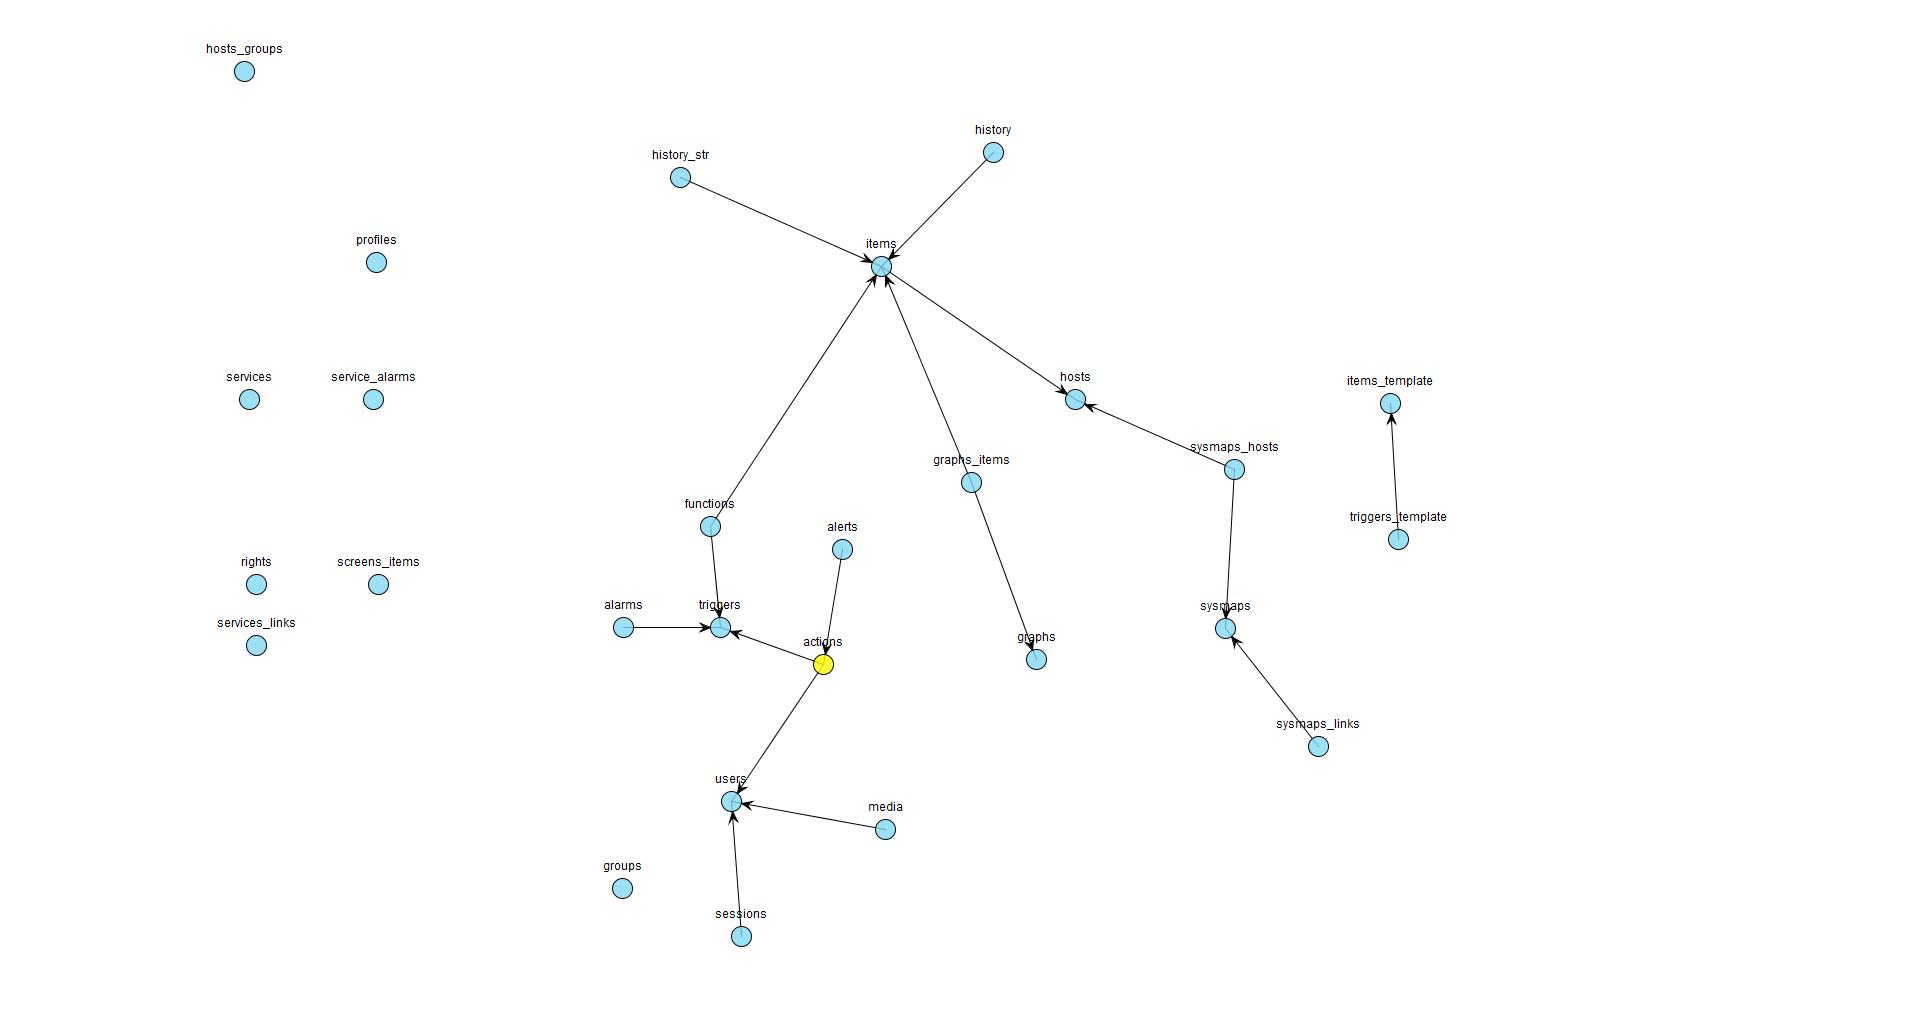 hosts_groups
history
history_str
profiles
items
services
service_alarms
hosts
items_template
sysmaps_hosts
graphs_items
functions
triggers_template
alerts
rights
screens_items
alarms
triggers
sysmaps
services_links
graphs
actions
sysmaps_links
users
media
groups
sessions